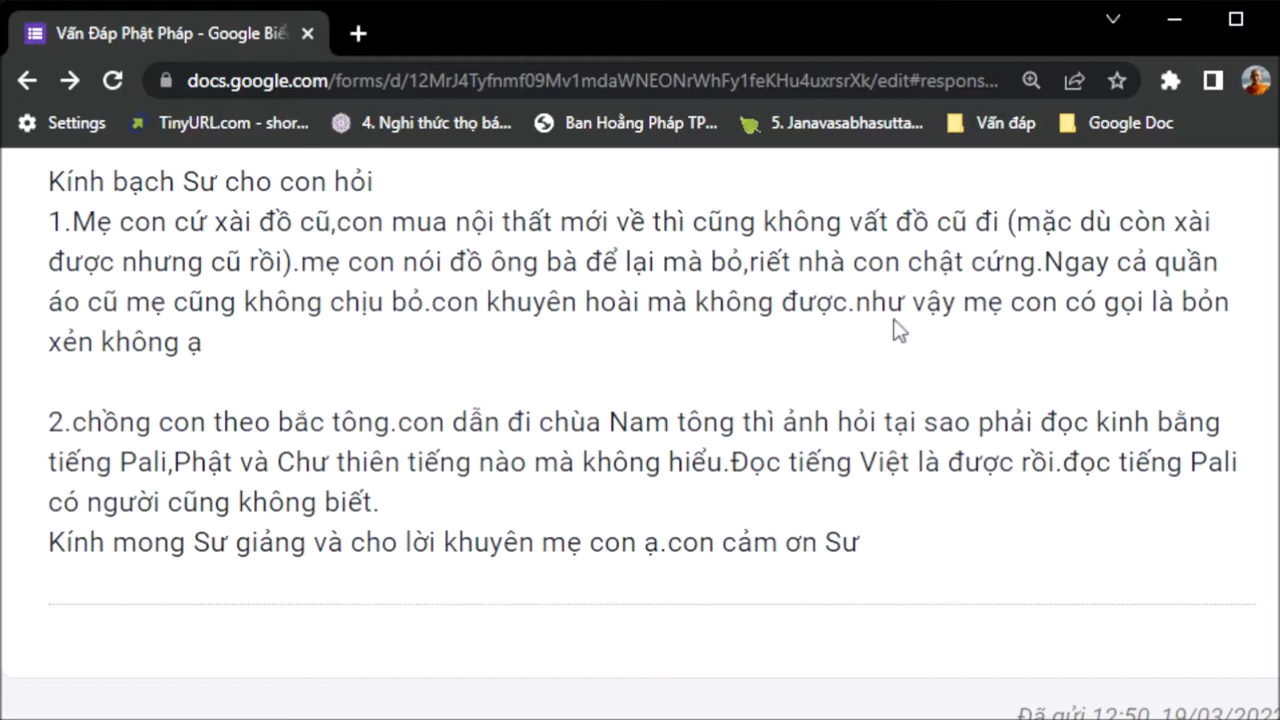 Vấn Đáp Phật Pháp - Google Biể
docs.google.com/forms/d/12MrJ4Tyfnmf09Mv1mdaWNEONrWhFy1feKHu4uxrsrXk/edit#respons...
Settings TinyURL.com - shor... 4. Nghi thức thọ bá... Ban Hoằng Pháp TP... 5. Janavasabhasutta... Vấn đáp Google Doc
Kính bạch Sư cho con hỏi
1.Mẹ con cứ xài đồ cũ,con mua nội thất mới về thì cũng không vất đồ cũ đi (mặc dù còn xài
được nhưng cũ rồi).mẹ con nói đồ ông bà để lại mà bỏ,riết nhà con chật cứng.Ngay cả quần
áo cũ mẹ cũng không chịu bỏ.con khuyên hoài mà không được.như vậy mẹ con có gọi là bỏn
xẻn không ạ
2.chồng con theo bắc tông.con dẫn đi chùa Nam tông thì ảnh hỏi tại sao phải đọc kinh bằng
tiếng Pali,Phật và Chư thiên tiếng nào mà không hiểu.Đọc tiếng Việt là được rồi.đọc tiếng Pali
có người cũng không biết.
Kính mong Sư giảng và cho lời khuyên mẹ con ạ.con cảm ơn Sư
Đã gửi 12:50, 19/03/202